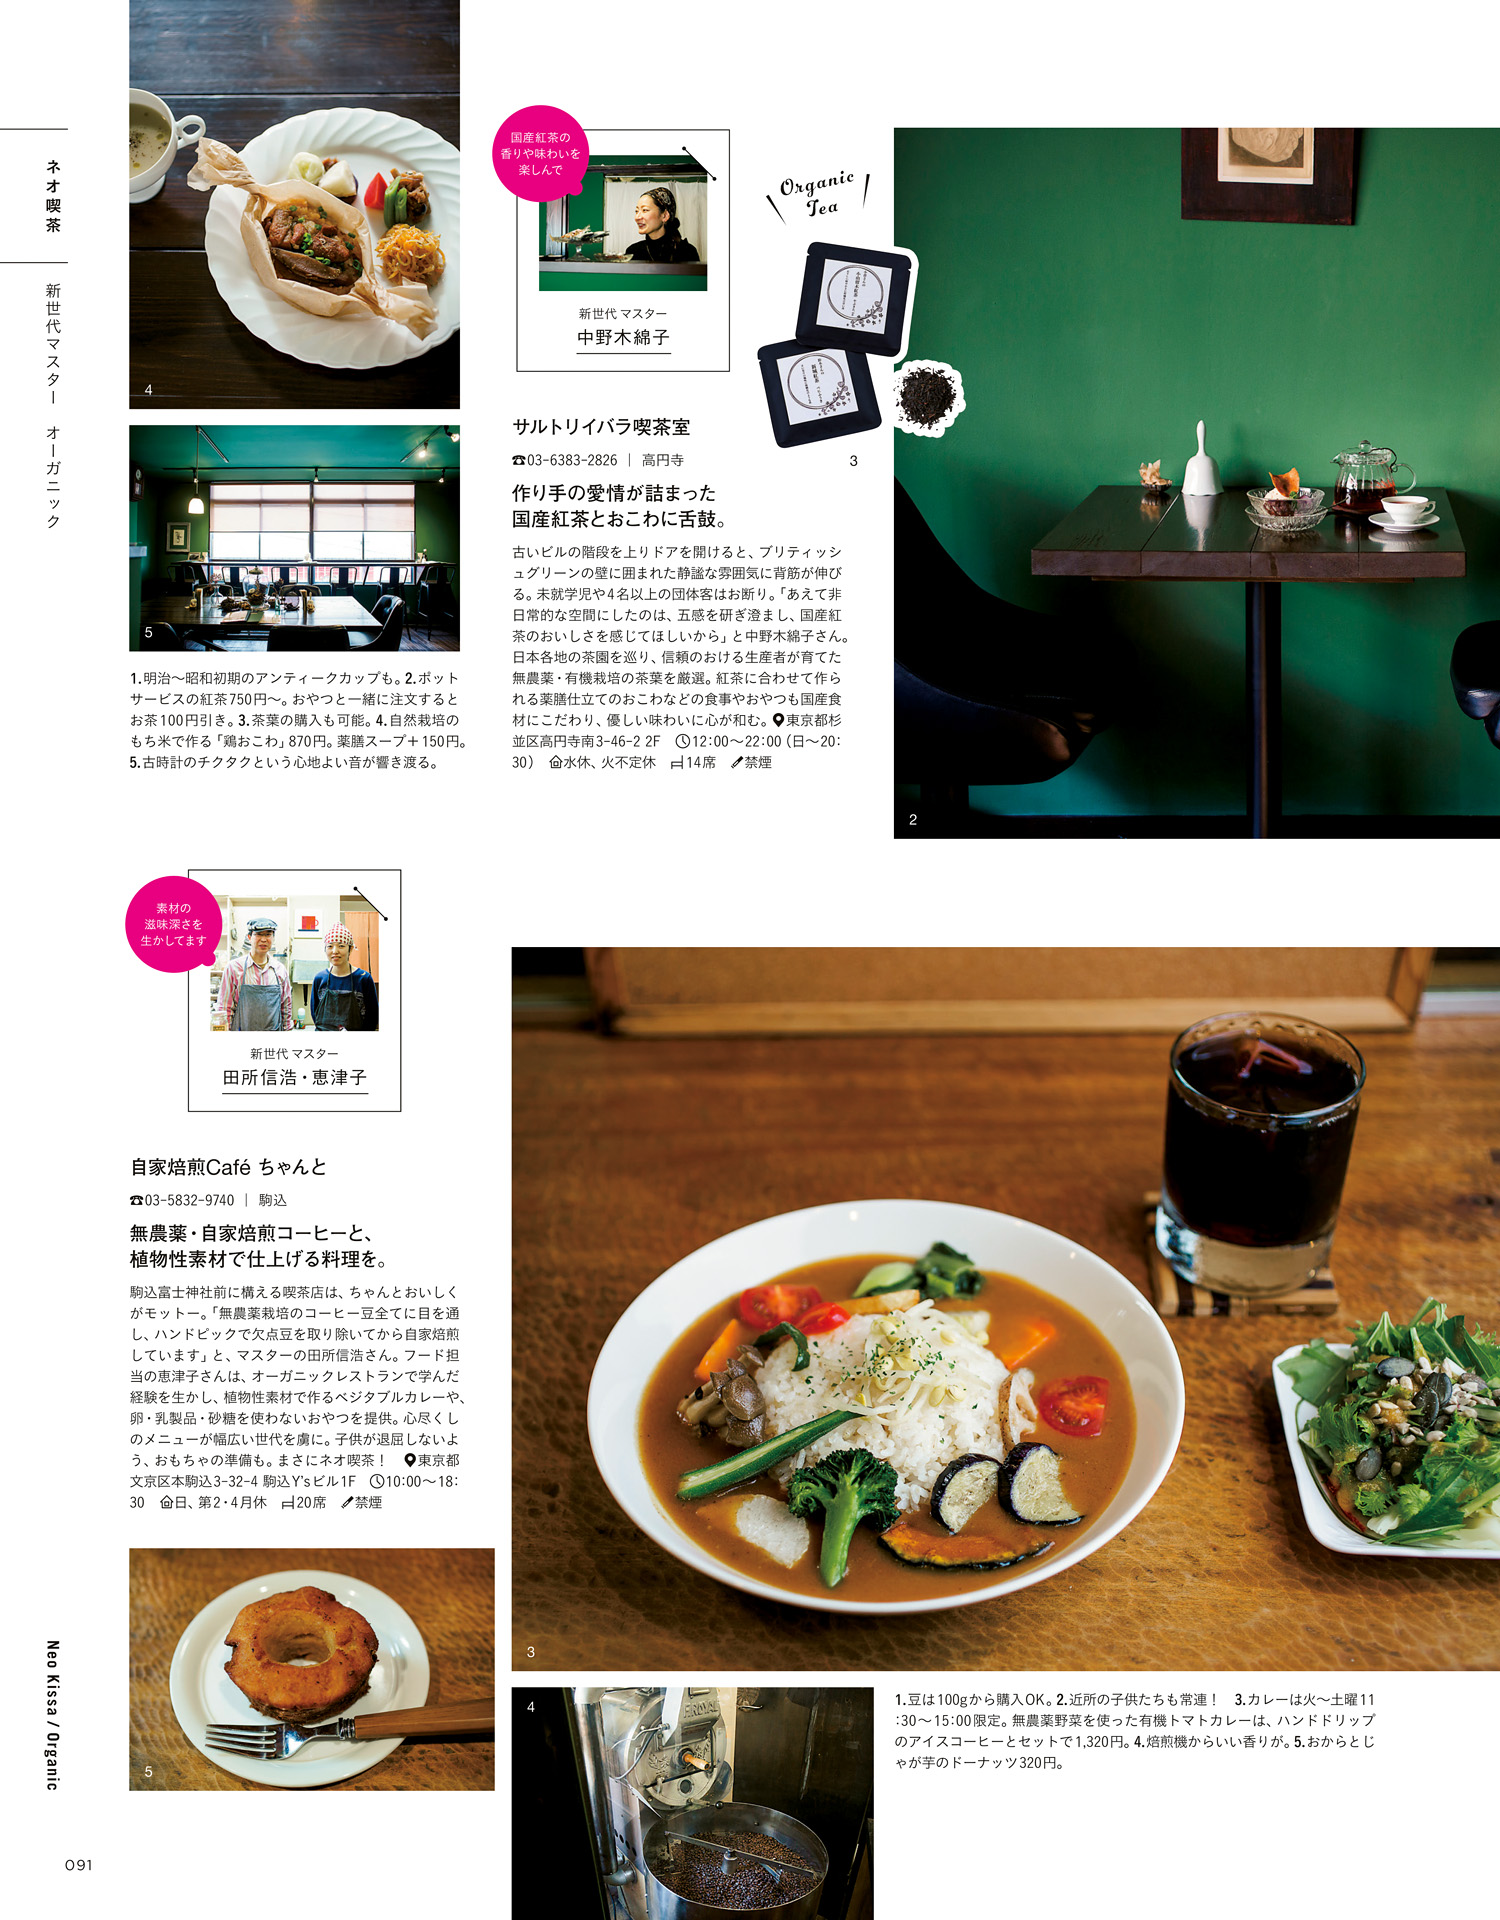 ネオ喫茶
新世代マスター　オーガニック
4
5
1.明治〜昭和初期のアンティークカップも。2.ポット
サービスの紅茶750円〜。おやつと一緒に注文すると
お茶100円引き。3.茶葉の購入も可能。4.自然栽培の
もち米で作る「鶏おこわ」870円。薬膳スープ＋150円。
5.古時計のチクタクという心地よい音が響き渡る。
国産紅茶の
香りや味わいを
楽しんで
新世代 マスター
中野木綿子
Organic
Tea
3
サルトリイバラ喫茶室
☎03-6383-2826 ｜ 高円寺
作り手の愛情が詰まった
国産紅茶とおこわに舌鼓。
古いビルの階段を上りドアを開けると、ブリティッシ
ュグリーンの壁に囲まれた静謐な雰囲気に背筋が伸び
る。未就学児や4名以上の団体客はお断り。「あえて非
日常的な空間にしたのは、五感を研ぎ澄まし、国産紅
茶のおいしさを感じてほしいから」と中野木綿子さん。
日本各地の茶園を巡り、信頼のおける生産者が育てた
無農薬・有機栽培の茶葉を厳選。紅茶に合わせて作ら
れる薬膳仕立てのおこわなどの食事やおやつも国産食
材にこだわり、優しい味わいに心が和む。東京都杉
並区高円寺南3-46-2 2F　12:00〜22:00（日〜20:
30）　水休、火不定休　14席　禁煙
2
素材の
滋味深さを
生かしてます
新世代 マスター
田所信浩・恵津子
自家焙煎Café ちゃんと
☎03-5832-9740 ｜ 駒込
無農薬・自家焙煎コーヒーと、
植物性素材で仕上げる料理を。
駒込富士神社前に構える喫茶店は、ちゃんとおいしく
がモットー。「無農薬栽培のコーヒー豆全てに目を通
し、ハンドピックで欠点豆を取り除いてから自家焙煎
しています」と、マスターの田所信浩さん。フード担
当の恵津子さんは、オーガニックレストランで学んだ
経験を生かし、植物性素材で作るベジタブルカレーや、
卵・乳製品・砂糖を使わないおやつを提供。心尽くし
のメニューが幅広い世代を虜に。子供が退屈しないよ
う、おもちゃの準備も。まさにネオ喫茶！　東京都
文京区本駒込3-32-4 駒込Y'sビル1F　10:00〜18:
30　日、第2・4月休　20席　禁煙
3
5
4
1.豆は100gから購入OK。2.近所の子供たちも常連！　3.カレーは火〜土曜11
:30〜15:00限定。無農薬野菜を使った有機トマトカレーは、ハンドドリップ
のアイスコーヒーとセットで1,320円。4.焙煎機からいい香りが。5.おからとじ
ゃが芋のドーナッツ320円。
Neo Kissa / Organic
091